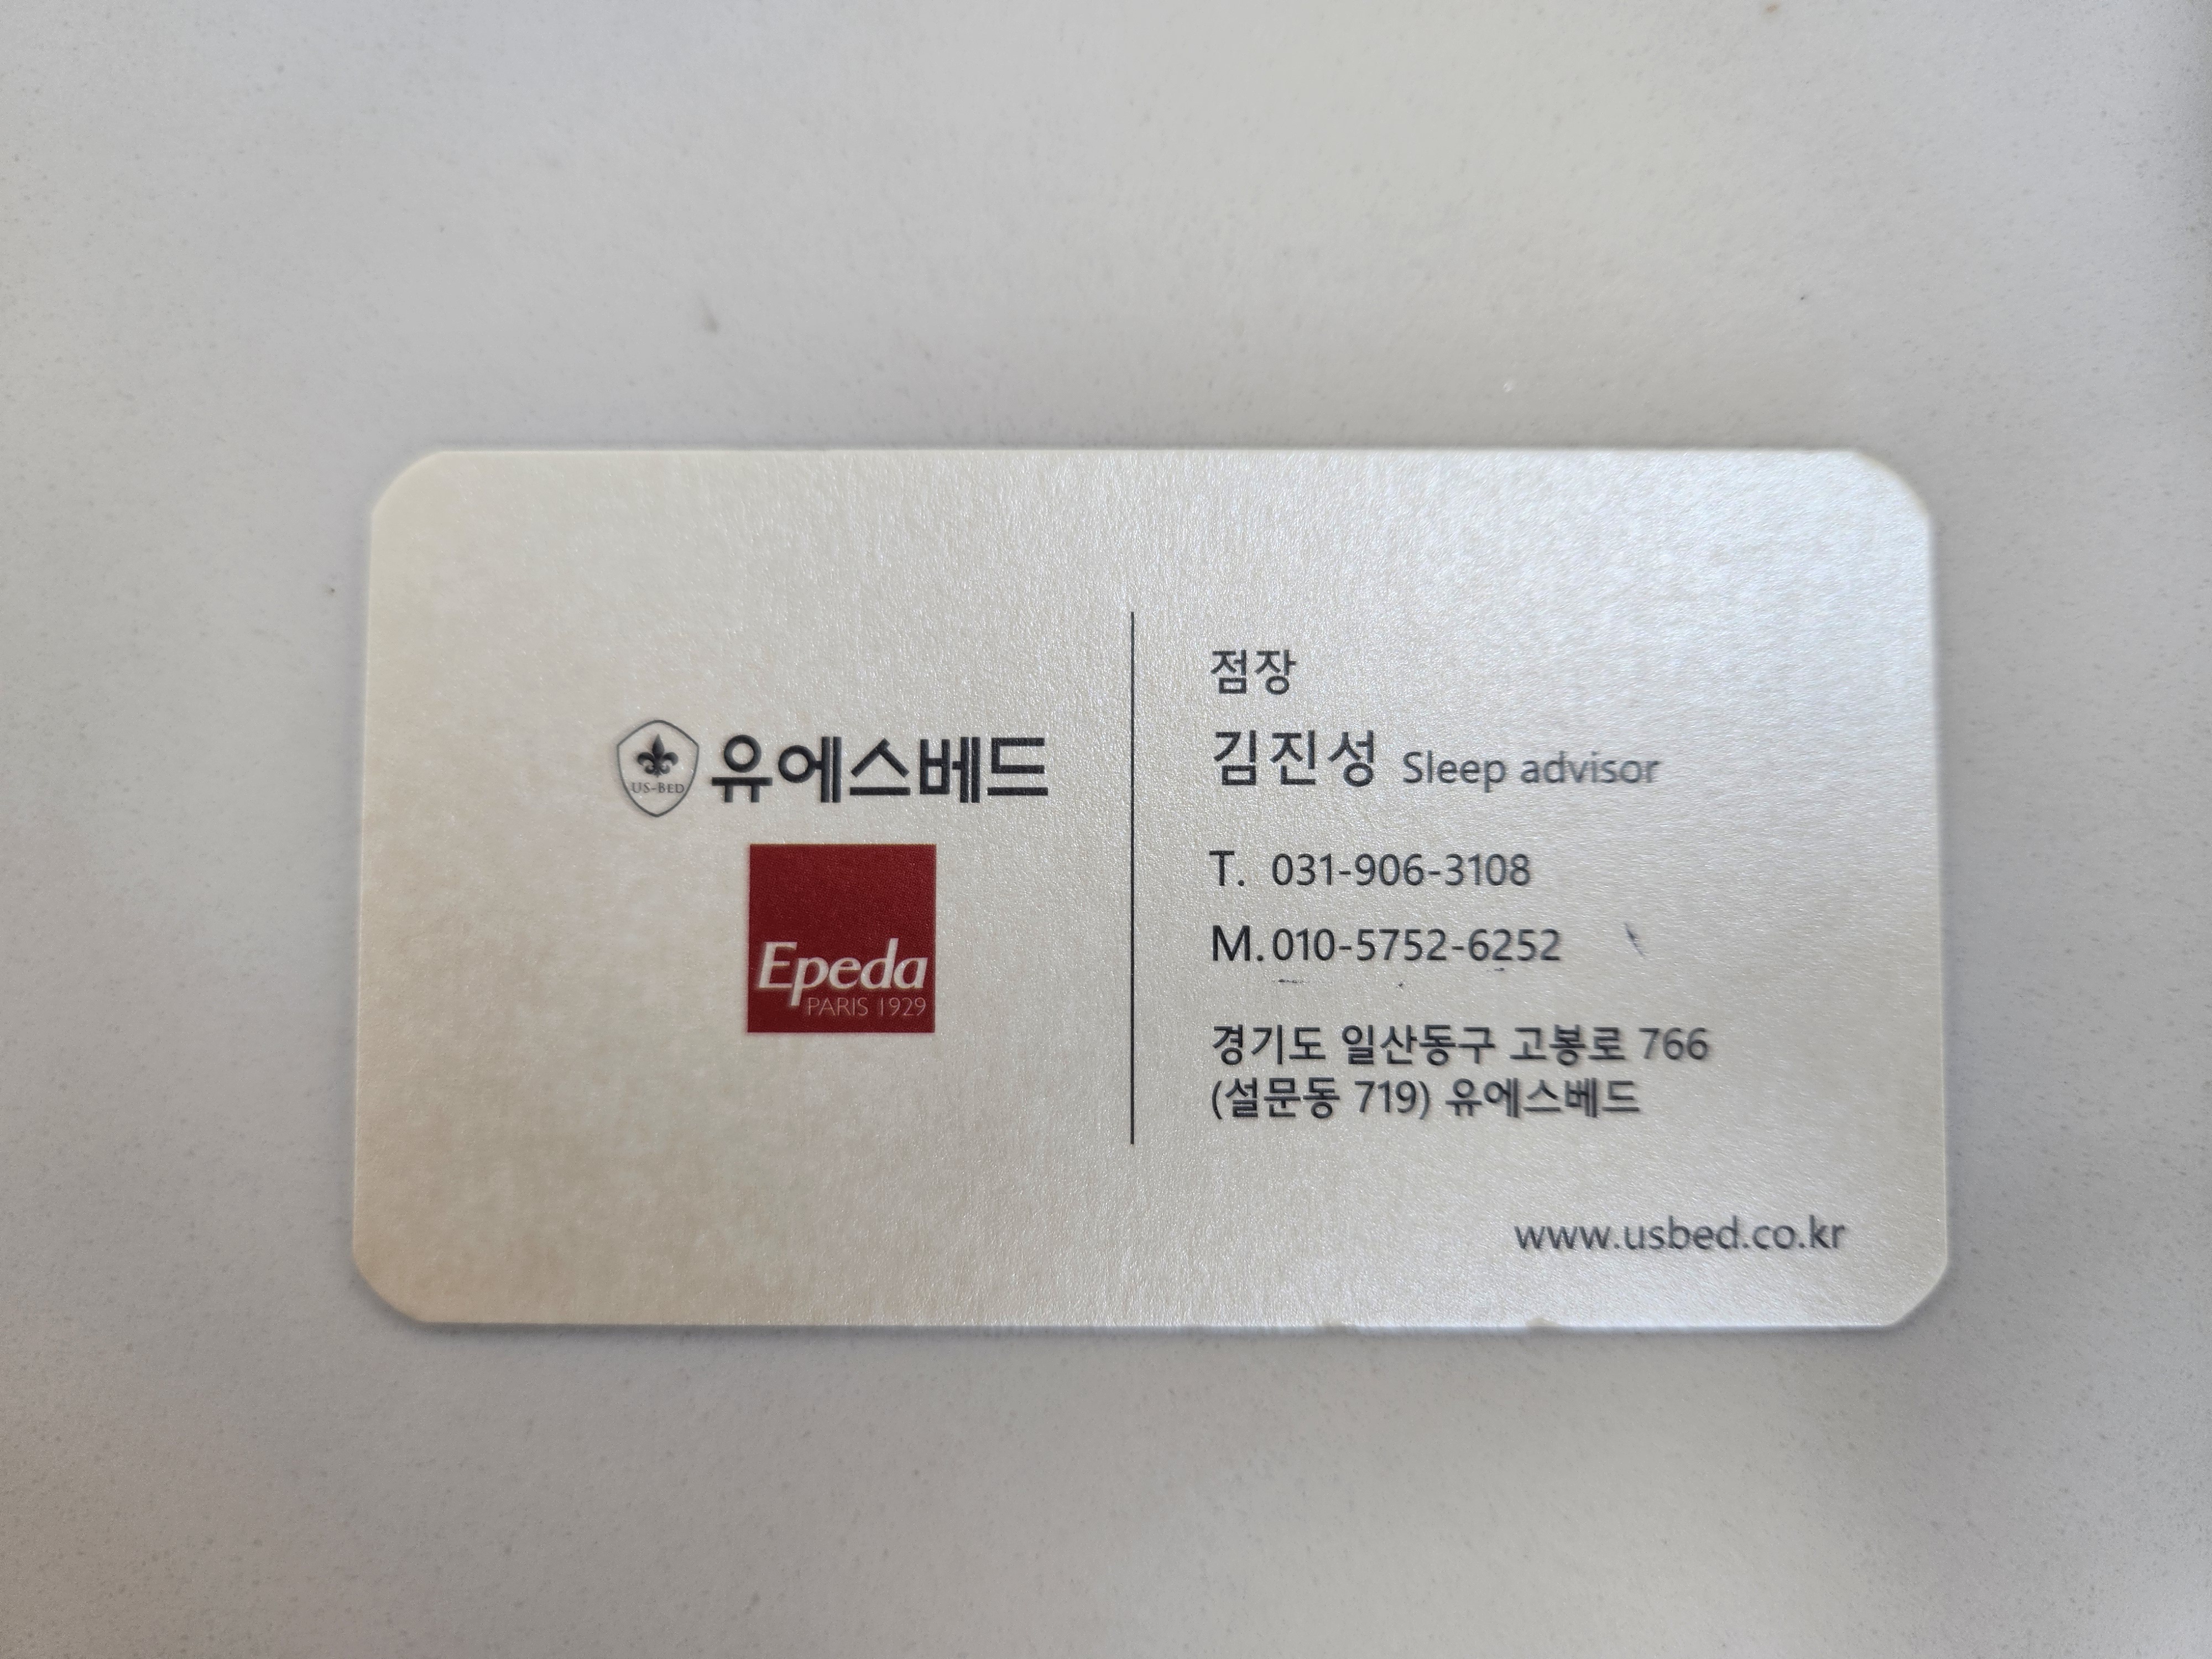 US-BED
유에스베드
Epeda
PARIS 1929
점장
김진성 Sleep advisor
T. 031-906-3108
M. 010-5752-6252
경기도 일산동구 고봉로 766
(설문동 719) 유에스베드
www.usbed.co.kr